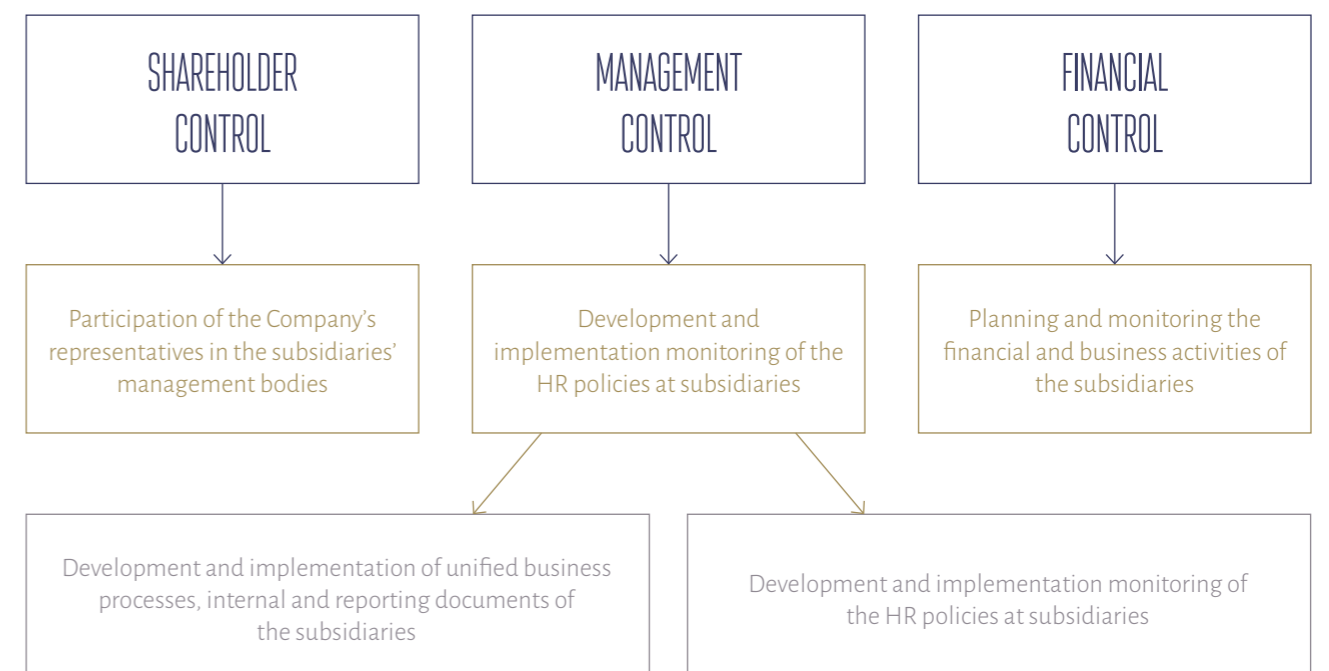 SHAREHOLDER
CONTROL
MANAGEMENT
CONTROL
FINANCIAL
CONTROL
Participation of the Company’s
representatives in the subsidiaries’
management bodies
Development and
implementation monitoring of the
HR policies at subsidiaries
Planning and monitoring the
financial and business activities of
the subsidiaries
Development and implementation of unified business
processes, internal and reporting documents of
the subsidiaries
Development and implementation monitoring of
the HR policies at subsidiaries